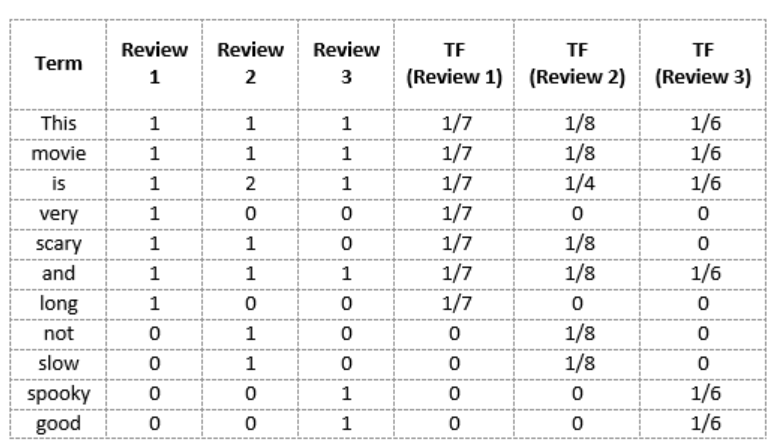 Term Review 1 Review 2 Review 3 TF (Review 1) TF (Review 2) TF (Review 3)
This 1 1 1 1/7 1/8 1/6
movie 1 1 1 1/7 1/8 1/6
is 1 2 1 1/7 1/4 1/6
very 1 0 0 1/7 0 0
scary 1 1 0 1/7 1/8 0
and 1 1 1 1/7 1/8 1/6
long 1 0 0 1/7 0 0
not 0 1 0 0 1/8 0
slow 0 1 0 0 1/8 0
spooky 0 0 1 0 0 1/6
good 0 0 1 0 0 1/6